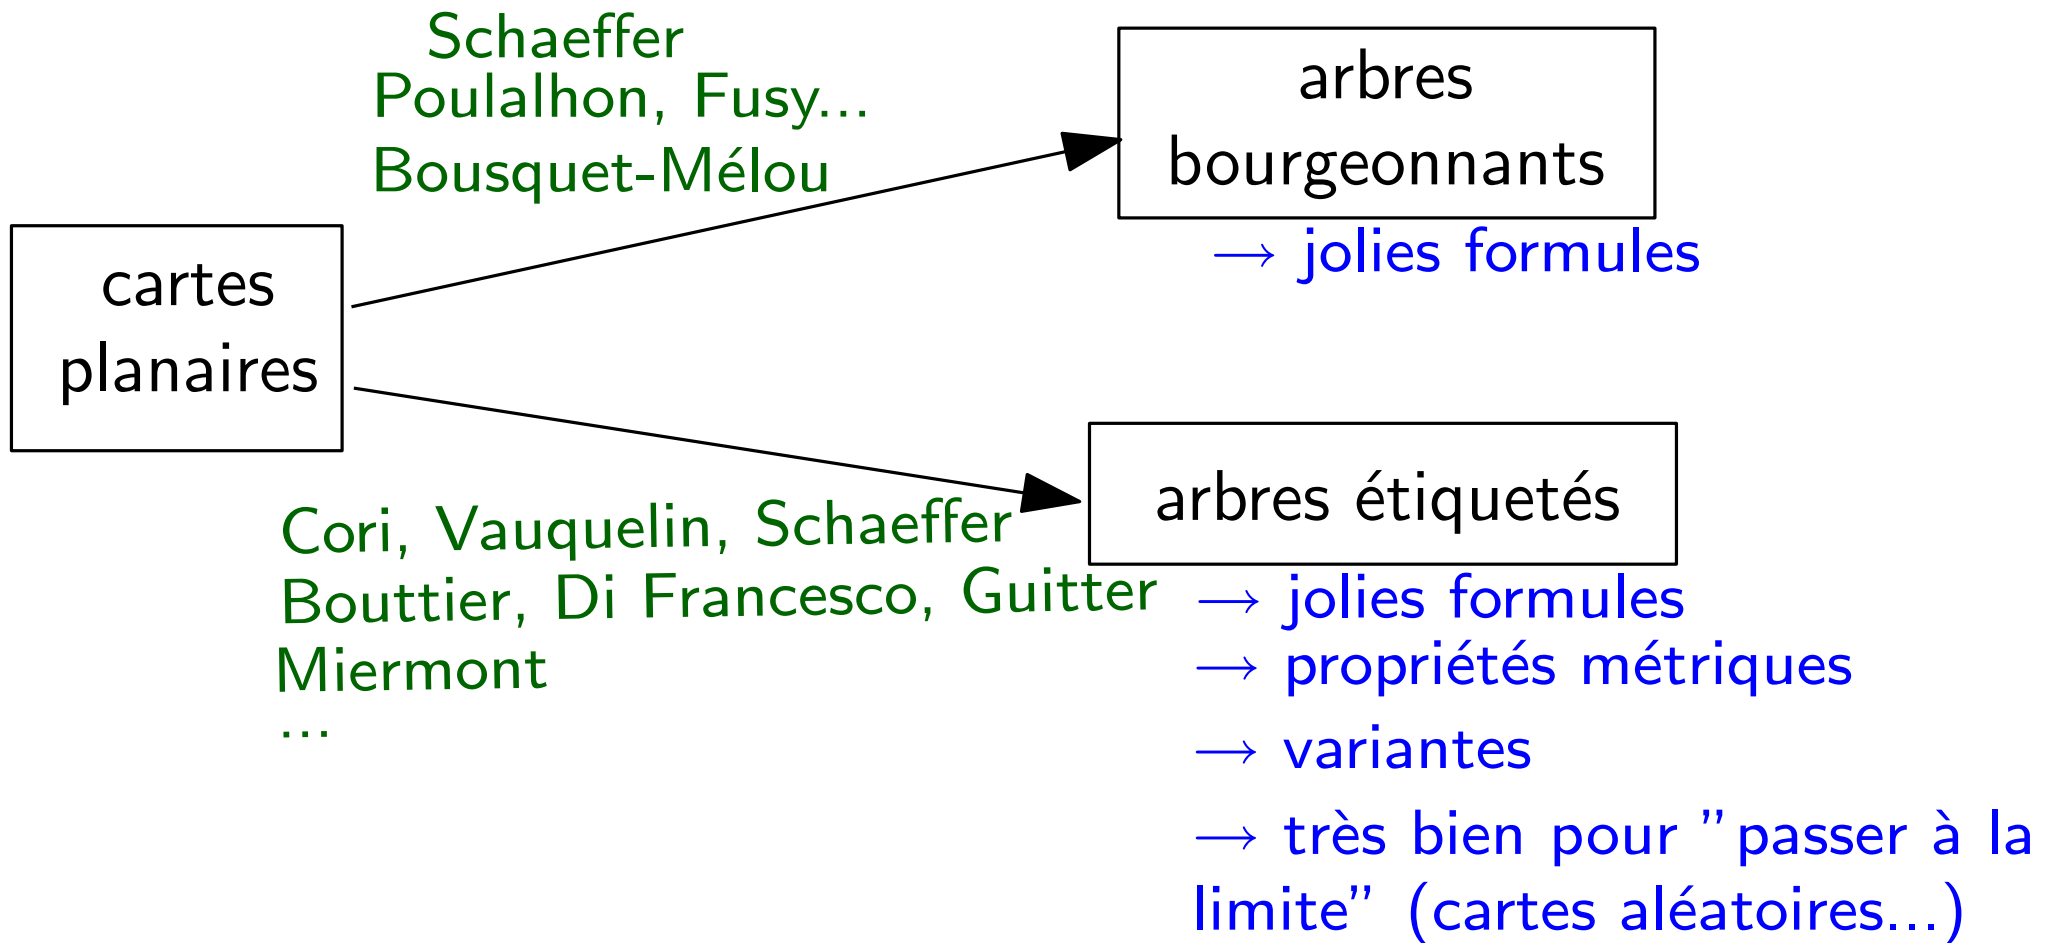 Schaeffer
Poulalhon, Fusy...
Bousquet-Mélou
arbres
bourgeonnants
→ jolies formules
cartes
planaires
arbres étiquetés
Cori, Vauquelin, Schaeffer
Bouttier, Di Francesco, Guitter
Miermont
...
→ jolies formules
→ propriétés métriques
→ variantes
→ très bien pour ”passer à la
limite” (cartes aléatoires...)